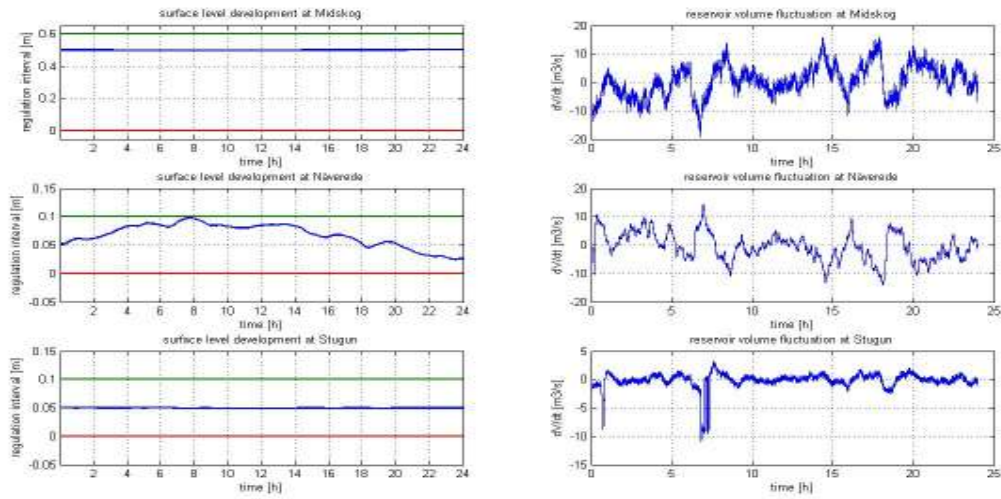 surface level development at Midskog
regulation interval [m]
0.6
0.4
0.2
0
2 4 6 8 10 12 14 16 18 20 22 24
time [h]
reservoir volume fluctuation at Midskog
dV/dt [m3/s]
20
10
0
-10
-20
0 5 10 15 20 25
time [h]
surface level development at Näverede
regulation interval [m]
0.15
0.1
0.05
0
-0.05
2 4 6 8 10 12 14 16 18 20 22 24
time [h]
reservoir volume fluctuation at Näverede
dV/dt [m3/s]
20
10
0
-10
-20
0 5 10 15 20 25
time [h]
surface level development at Stugun
regulation interval [m]
0.15
0.1
0.05
0
-0.05
2 4 6 8 10 12 14 16 18 20 22 24
time [h]
reservoir volume fluctuation at Stugun
dV/dt [m3/s]
5
0
-5
-10
-15
0 5 10 15 20 25
time [h]